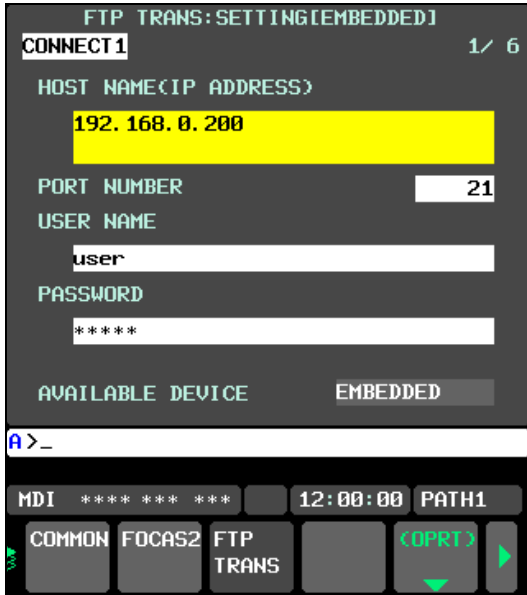 FTP TRANS:SETTING[EMBEDDED]
CONNECT1 1/ 6
HOST NAME(IP ADDRESS)
192.168.0.200
PORT NUMBER 21
USER NAME
user
PASSWORD
*****
AVAILABLE DEVICE EMBEDDED
A>_
MDI **** *** *** 12:00:00 PATH1
COMMON FOCAS2 FTP (OPRT)
TRANS